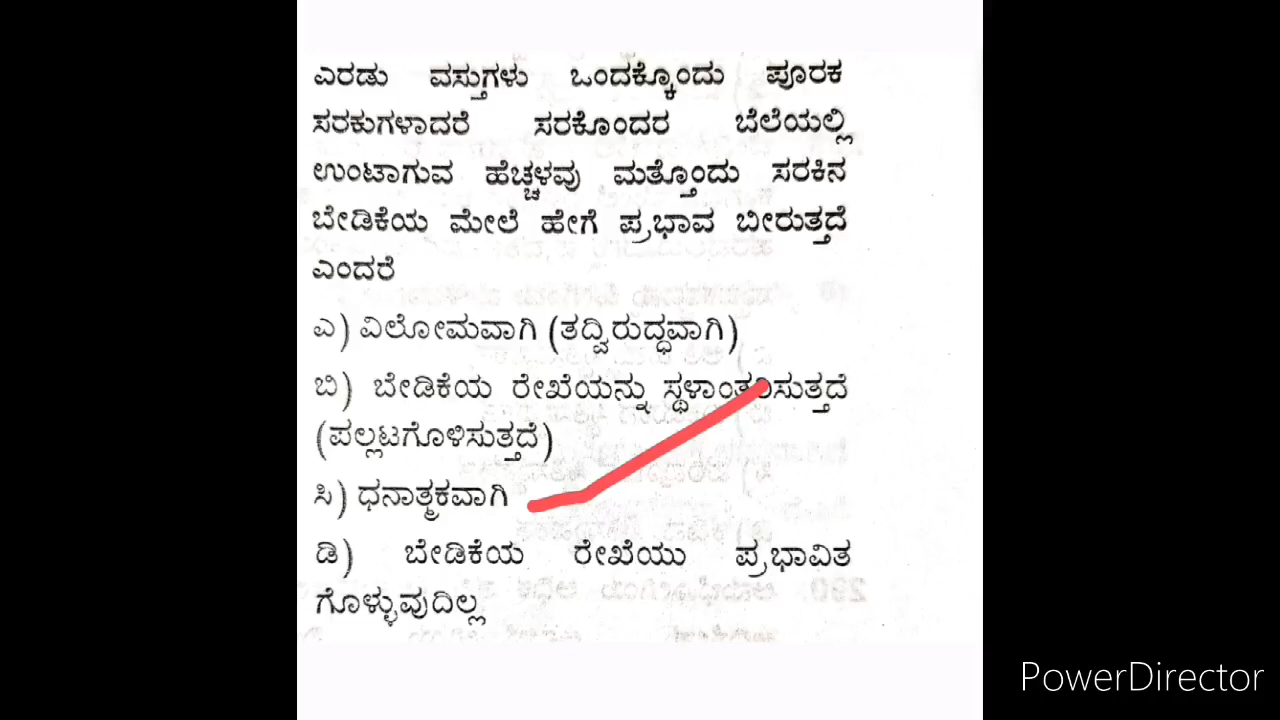 ಎರಡು ವಸ್ತುಗಳು ಒಂದಕ್ಕೊಂದು ಪೂರಕ
ಸರಕುಗಳಾದರೆ ಸರಕೊಂದರ ಬೆಲೆಯಲ್ಲಿ
ಉಂಟಾಗುವ ಹೆಚ್ಚಳವು ಮತ್ತೊಂದು ಸರಕಿನ
ಬೇಡಿಕೆಯ ಮೇಲೆ ಹೇಗೆ ಪ್ರಭಾವ ಬೀರುತ್ತದೆ
ಎಂದರೆ
ಎ) ವಿಲೋಮವಾಗಿ (ತದ್ವಿರುದ್ಧವಾಗಿ)
ಬಿ) ಬೇಡಿಕೆಯ ರೇಖೆಯನ್ನು ಸ್ಥಳಾಂತರಿಸುತ್ತದೆ
(ಪಲ್ಲಟಗೊಳಿಸುತ್ತದೆ)
ಸಿ) ಧನಾತ್ಮಕವಾಗಿ
ಡಿ) ಬೇಡಿಕೆಯ ರೇಖೆಯು ಪ್ರಭಾವಿತ
ಗೊಳ್ಳುವುದಿಲ್ಲ
PowerDirector